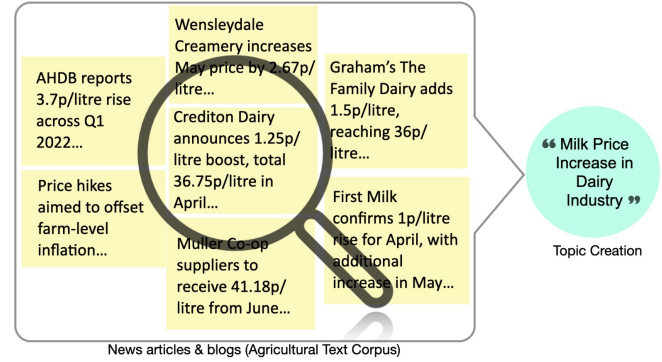 AHDB reports
3.7p/litre rise
across Q1
2022...
Price hikes
aimed to offset
farm-level
inflation...
Wensleydale
Creamery increases
May price by 2.67p/
litre...
Crediton Dairy
announces 1.25p/
litre boost, total
36.75p/litre in
April...
Muller Co-op
suppliers to
receive 41.18p/
litre from June...
Graham’s The
Family Dairy adds
1.5p/litre,
reaching 36p/
litre...
First Milk
confirms 1p/litre
rise for April, with
additional
increase in May...
❝ Milk Price
Increase in
Dairy
Industry ❞
Topic Creation
News articles & blogs (Agricultural Text Corpus)